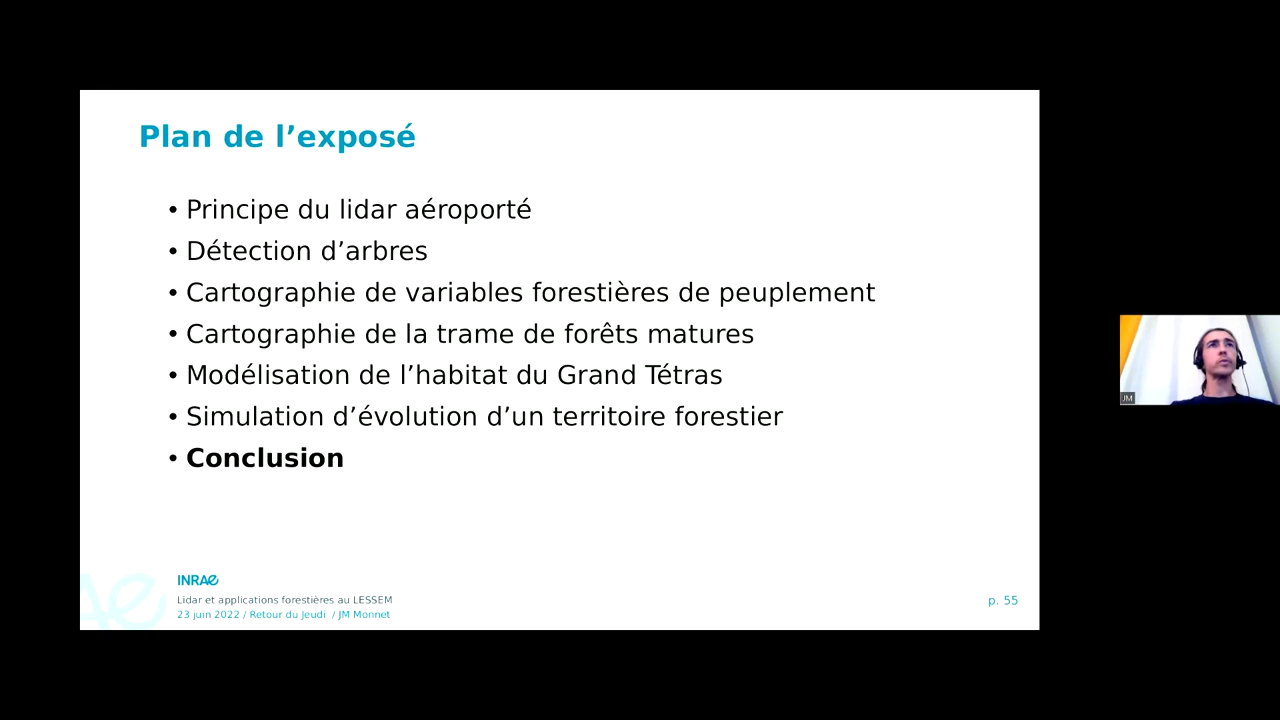 Plan de l’exposé
• Principe du lidar aéroporté
• Détection d’arbres
• Cartographie de variables forestières de peuplement
• Cartographie de la trame de forêts matures
• Modélisation de l’habitat du Grand Tétras
• Simulation d’évolution d’un territoire forestier
• Conclusion
INRAE
Lidar et applications forestières au LESSEM
23 juin 2022 / Retour du Jeudi / JM Monnet
p. 55
JM